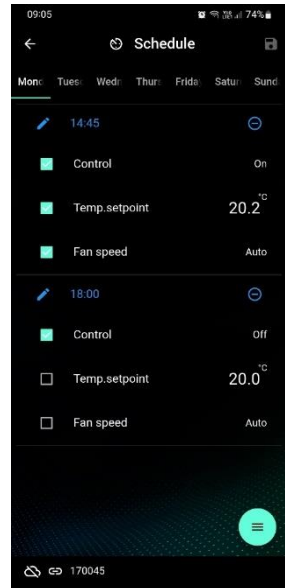 09:05 74%
Schedule
Mond Tues Wedn Thurs Friday Satur Sund
14:45
Control On
Temp.setpoint 20.2 °C
Fan speed Auto
18:00
Control Off
Temp.setpoint 20.0 °C
Fan speed Auto
170045